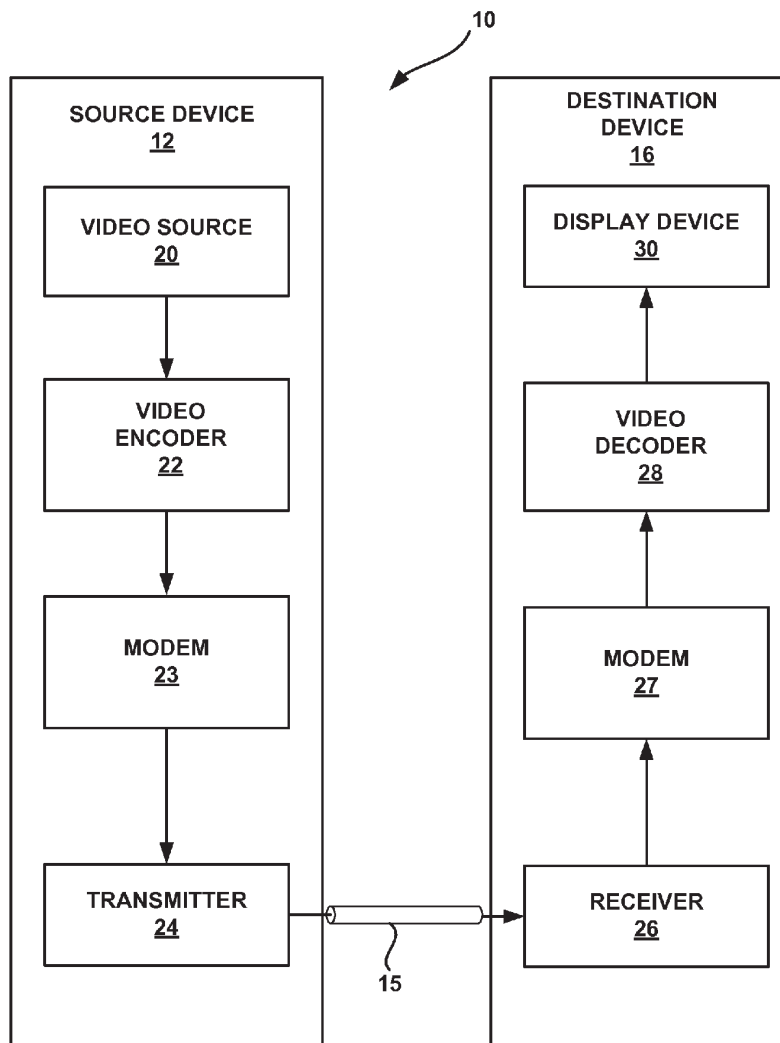 10
SOURCE DEVICE
12
VIDEO SOURCE
20
VIDEO
ENCODER
22
MODEM
23
TRANSMITTER
24
15
DESTINATION
DEVICE
16
DISPLAY DEVICE
30
VIDEO
DECODER
28
MODEM
27
RECEIVER
26